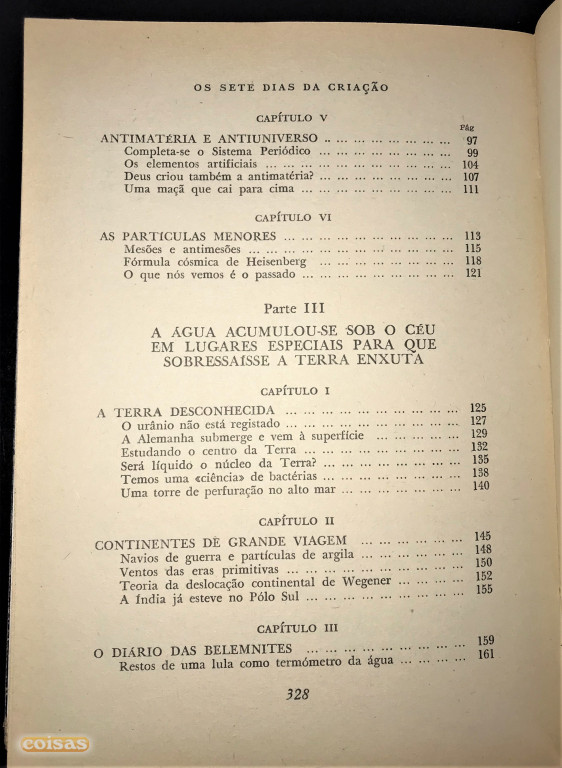 OS SETE DIAS DA CRIAÇÃO
CAPÍTULO V
Pág
ANTIMATÉRIA E ANTIUNIVERSO .. ... ... ... ... ... ... ... ... 97
Completa-se o Sistema Periódico ... ... ... ... ... ... ... ... 99
Os elementos artificiais ... ... ... ... ... ... ... ... ... ... 104
Deus criou também a antimatéria? ... ... ... ... ... ... ... ... 107
Uma maçã que cai para cima ... ... ... ... ... ... ... ... ... 111
CAPÍTULO VI
AS PARTÍCULAS MENORES ... ... ... ... ... ... ... ... ... ... 113
Mesões e antimesões ... ... ... ... ... ... ... ... ... ... ... 115
Fórmula cósmica de Heisenberg ... ... ... ... ... ... ... ... 118
O que nós vemos é o passado ... ... ... ... ... ... ... ... ... 121
Parte III
A ÁGUA ACUMULOU-SE SOB O CÉU
EM LUGARES ESPECIAIS PARA QUE
SOBRESSAÍSSE A TERRA ENXUTA
CAPÍTULO I
A TERRA DESCONHECIDA ... ... ... ... ... ... ... ... ... ... 125
O urânio não está registado ... ... ... ... ... ... ... ... ... 127
A Alemanha submerge e vem à superfície ... ... ... ... ... ... 129
Estudando o centro da Terra ... ... ... ... ... ... ... ... ... 132
Será líquido o núcleo da Terra? ... ... ... ... ... ... ... ... 135
Temos uma «ciência» de bactérias ... ... ... ... ... ... ... ... 138
Uma torre de perfuração no alto mar ... ... ... ... ... ... ... 140
CAPÍTULO II
CONTINENTES DE GRANDE VIAGEM ... ... ... ... ... ... ... 145
Navios de guerra e partículas de argila ... ... ... ... ... ... 148
Ventos das eras primitivas ... ... ... ... ... ... ... ... ... 150
Teoria da deslocação continental de Wegener ... ... ... ... ... 152
A Índia já esteve no Pólo Sul ... ... ... ... ... ... ... ... ... 155
CAPÍTULO III
O DIÁRIO DAS BELEMNITES ... ... ... ... ... ... ... ... ... 159
Restos de uma lula como termómetro da água ... ... ... ... ... 161
328
coisas